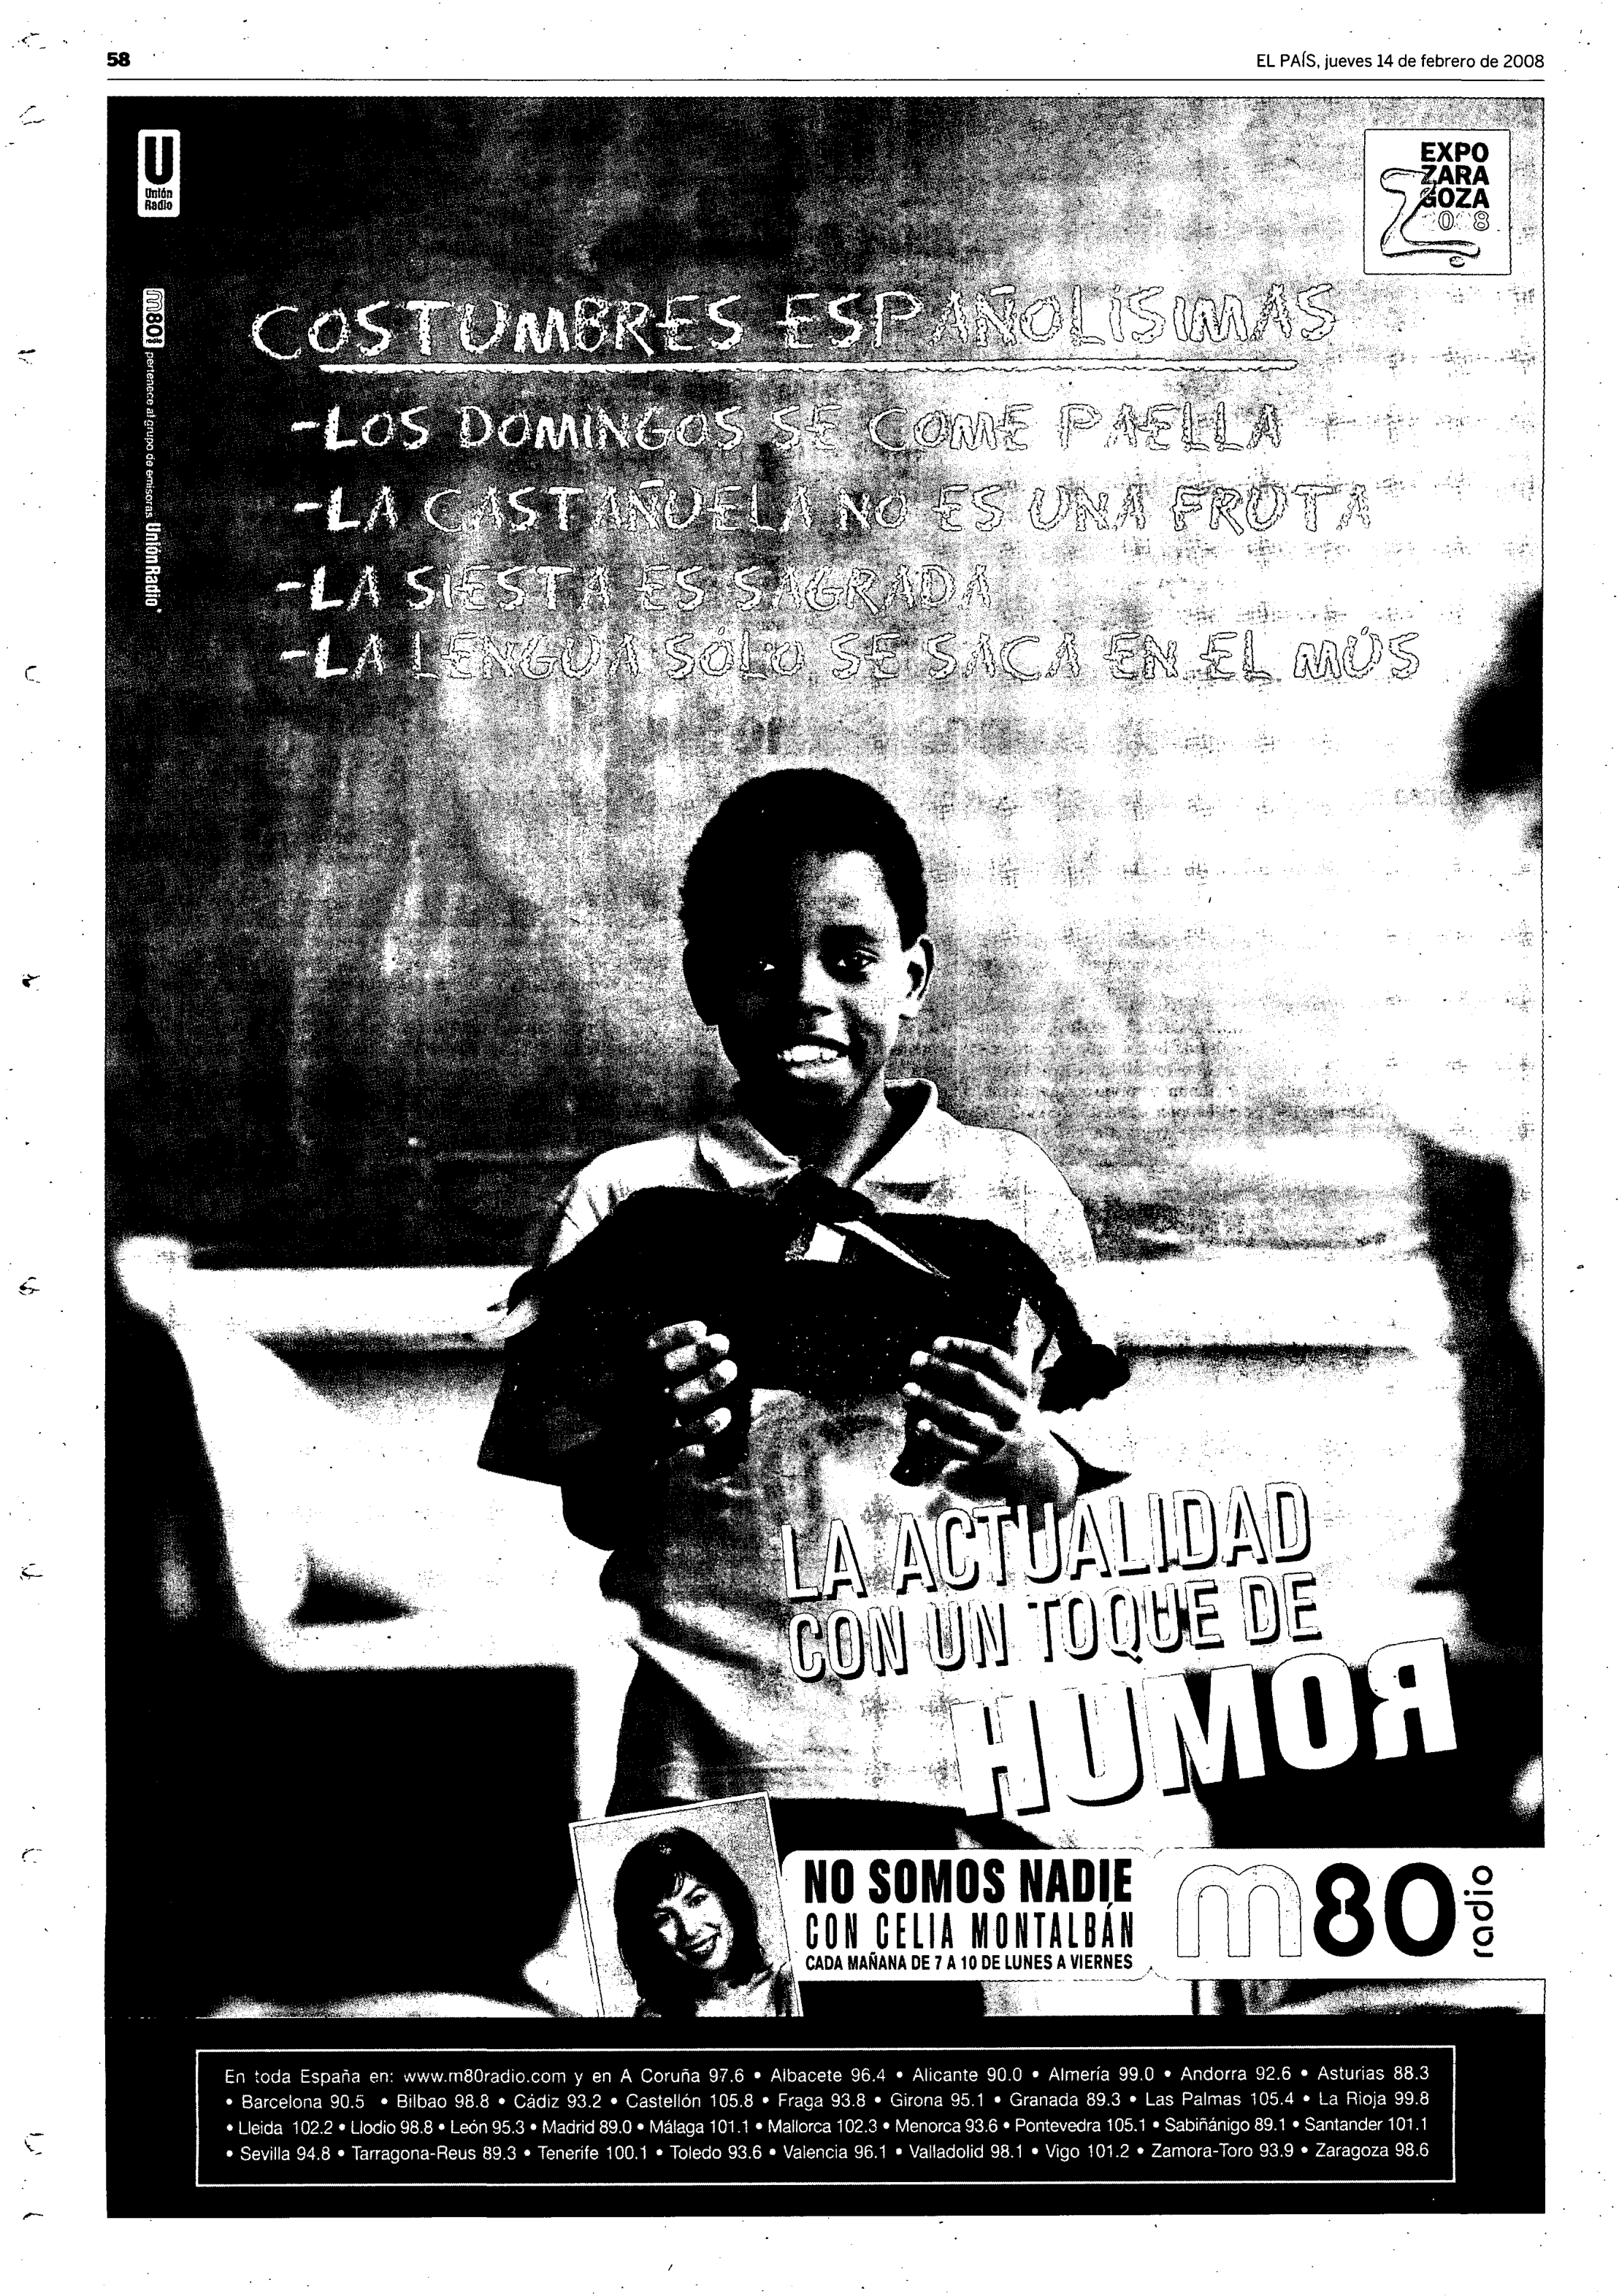 58
EL PAÍS, jueves 14 de febrero de 2008
U
Unión
Radio
EXPO
ZARA
GOZA
2008
m80 radio pertenece al grupo de emisoras Unión Radio
COSTUMBRES ESPAÑOLÍSIMAS
-LOS DOMINGOS SE COME PAELLA
-LA CASTAÑUELA NO ES UNA FRUTA
-LA SIESTA ES SAGRADA
-LA LENGUA SÓLO SE SACA EN EL MÚS
LA ACTUALIDAD
CON UN TOQUE DE
HUMOR
NO SOMOS NADIE
CON CELIA MONTALBÁN
CADA MAÑANA DE 7 A 10 DE LUNES A VIERNES
m80 radio
En toda España en: www.m80radio.com y en A Coruña 97.6 • Albacete 96.4 • Alicante 90.0 • Almería 99.0 • Andorra 92.6 • Asturias 88.3
• Barcelona 90.5 • Bilbao 98.8 • Cádiz 93.2 • Castellón 105.8 • Fraga 93.8 • Girona 95.1 • Granada 89.3 • Las Palmas 105.4 • La Rioja 99.8
• Lleida 102.2 • Llodio 98.8 • León 95.3 • Madrid 89.0 • Málaga 101.1 • Mallorca 102.3 • Menorca 93.6 • Pontevedra 105.1 • Sabiñánigo 89.1 • Santander 101.1
• Sevilla 94.8 • Tarragona-Reus 89.3 • Tenerife 100.1 • Toledo 93.6 • Valencia 96.1 • Valladolid 98.1 • Vigo 101.2 • Zamora-Toro 93.9 • Zaragoza 98.6